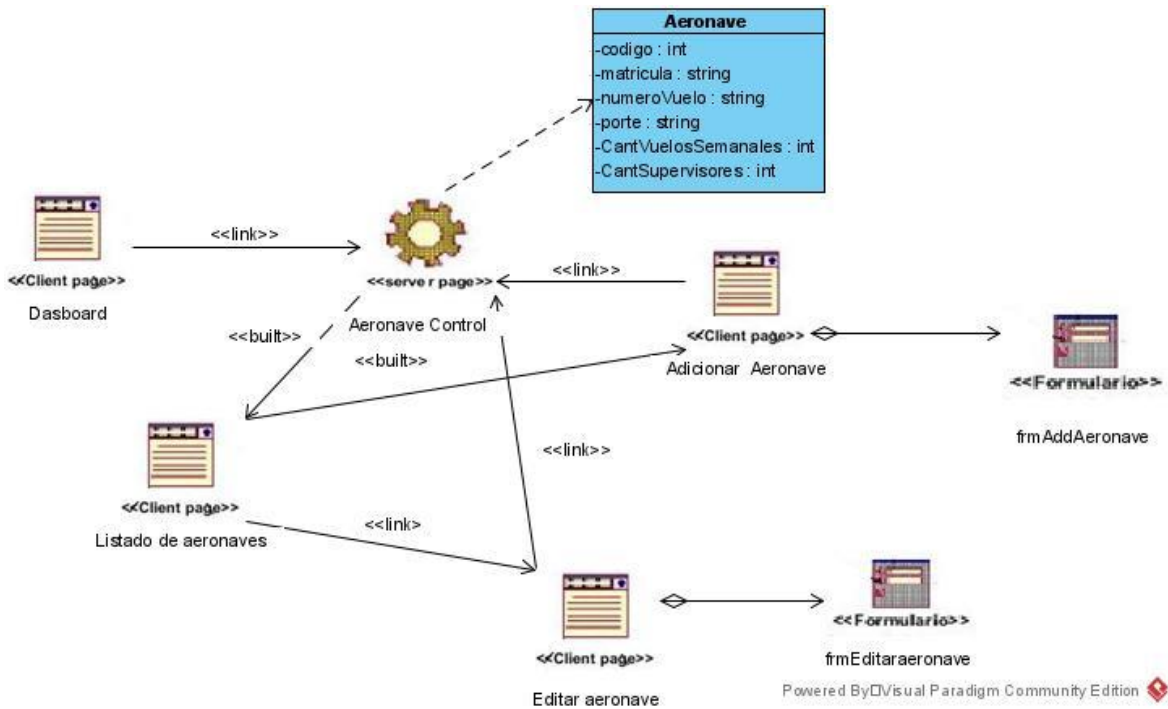 Aeronave
-codigo : int
-matricula : string
-numeroVuelo : string
-porte : string
-CantVuelosSemanales : int
-CantSupervisores : int
<<link>>
<<Client page>>
Dasboard
<<server page>>
Aeronave Control
<<link>>
<<Client page>>
Adicionar Aeronave
<<built>>
<<built>>
<<Formulario>>
frmAddAeronave
<<link>>
<<Client page>>
Listado de aeronaves
<<link>
<<Client page>>
Editar aeronave
<<Formulario>>
frmEditaraeronave
Powered By Visual Paradigm Community Edition